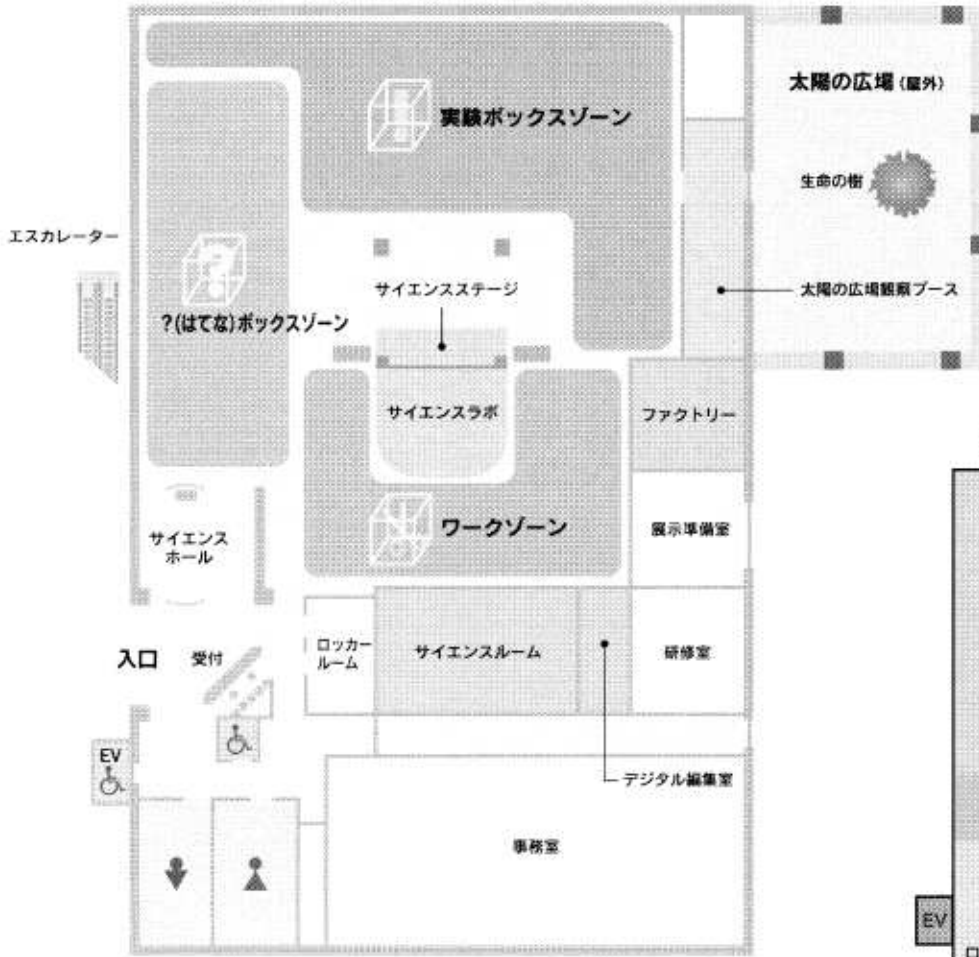 実験ボックスゾーン
太陽の広場(屋外)
生命の樹
エスカレーター
サイエンスステージ
太陽の広場観察ブース
?(はてな)ボックスゾーン
サイエンスラボ
ファクトリー
ワークゾーン
展示準備室
サイエンス
ホール
入口
受付
ロッカー
ルーム
サイエンスルーム
研修室
EV
デジタル編集室
事務室
EV